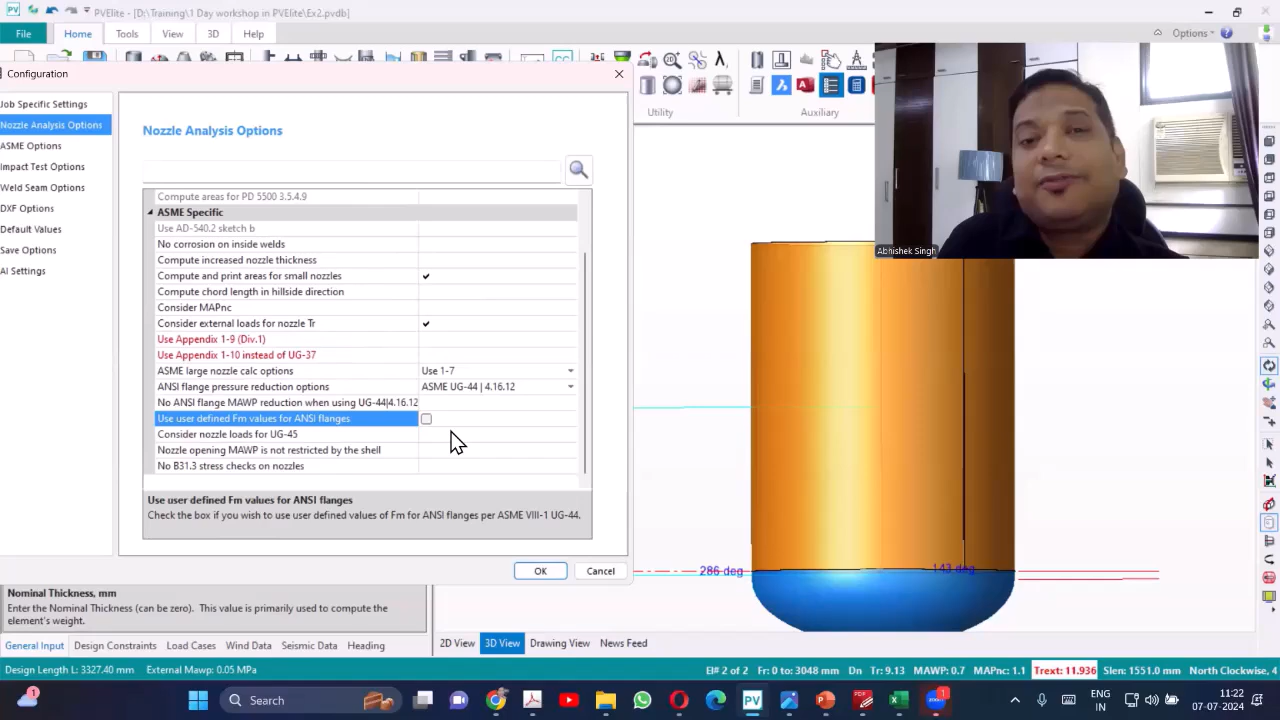 PVElite - [D:\Training\1 Day workshop in PVElite\Ex2.pvdb]
File
Home
Tools
View
3D
Help
Options
Configuration
Utility
Auxiliary
Job Specific Settings
Nozzle Analysis Options
ASME Options
Impact Test Options
Weld Seam Options
DXF Options
Default Values
Save Options
AI Settings
Nozzle Analysis Options
Compute areas for PD 5500 3.5.4.9
ASME Specific
Use AD-540.2 sketch b
No corrosion on inside welds
Compute increased nozzle thickness
Compute and print areas for small nozzles
Compute chord length in hillside direction
Consider MAPnc
Consider external loads for nozzle Tr
Use Appendix 1-9 (Div.1)
Use Appendix 1-10 instead of UG-37
ASME large nozzle calc options Use 1-7
ANSI flange pressure reduction options ASME UG-44 | 4.16.12
No ANSI flange MAWP reduction when using UG-44|4.16.12
Use user defined Fm values for ANSI flanges
Consider nozzle loads for UG-45
Nozzle opening MAWP is not restricted by the shell
No B31.3 stress checks on nozzles
Use user defined Fm values for ANSI flanges
Check the box if you wish to use user defined values of Fm for ANSI flanges per ASME VIII-1 UG-44.
OK
Cancel
Abhishek Singh
286 deg
143 deg
Nominal Thickness, mm
Enter the Nominal Thickness (can be zero). This value is primarily used to compute the
element's weight.
General Input
Design Constraints
Load Cases
Wind Data
Seismic Data
Heading
2D View
3D View
Drawing View
News Feed
Design Length L: 3327.40 mm
External Mawp: 0.05 MPa
El# 2 of 2
Fr: 0 to: 3048 mm
Dn
Tr: 9.13
MAWP: 0.7
MAPnc: 1.1
Trext: 11.936
Slen: 1551.0 mm
North Clockwise, 4
1
Search
PV
1
ENG
IN
11:22
07-07-2024